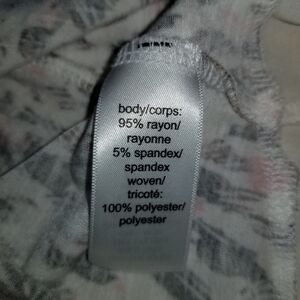 body/corps:
95% rayon/
rayonne
5% spandex/
spandex
woven/
tricoté:
100% polyester/
polyester